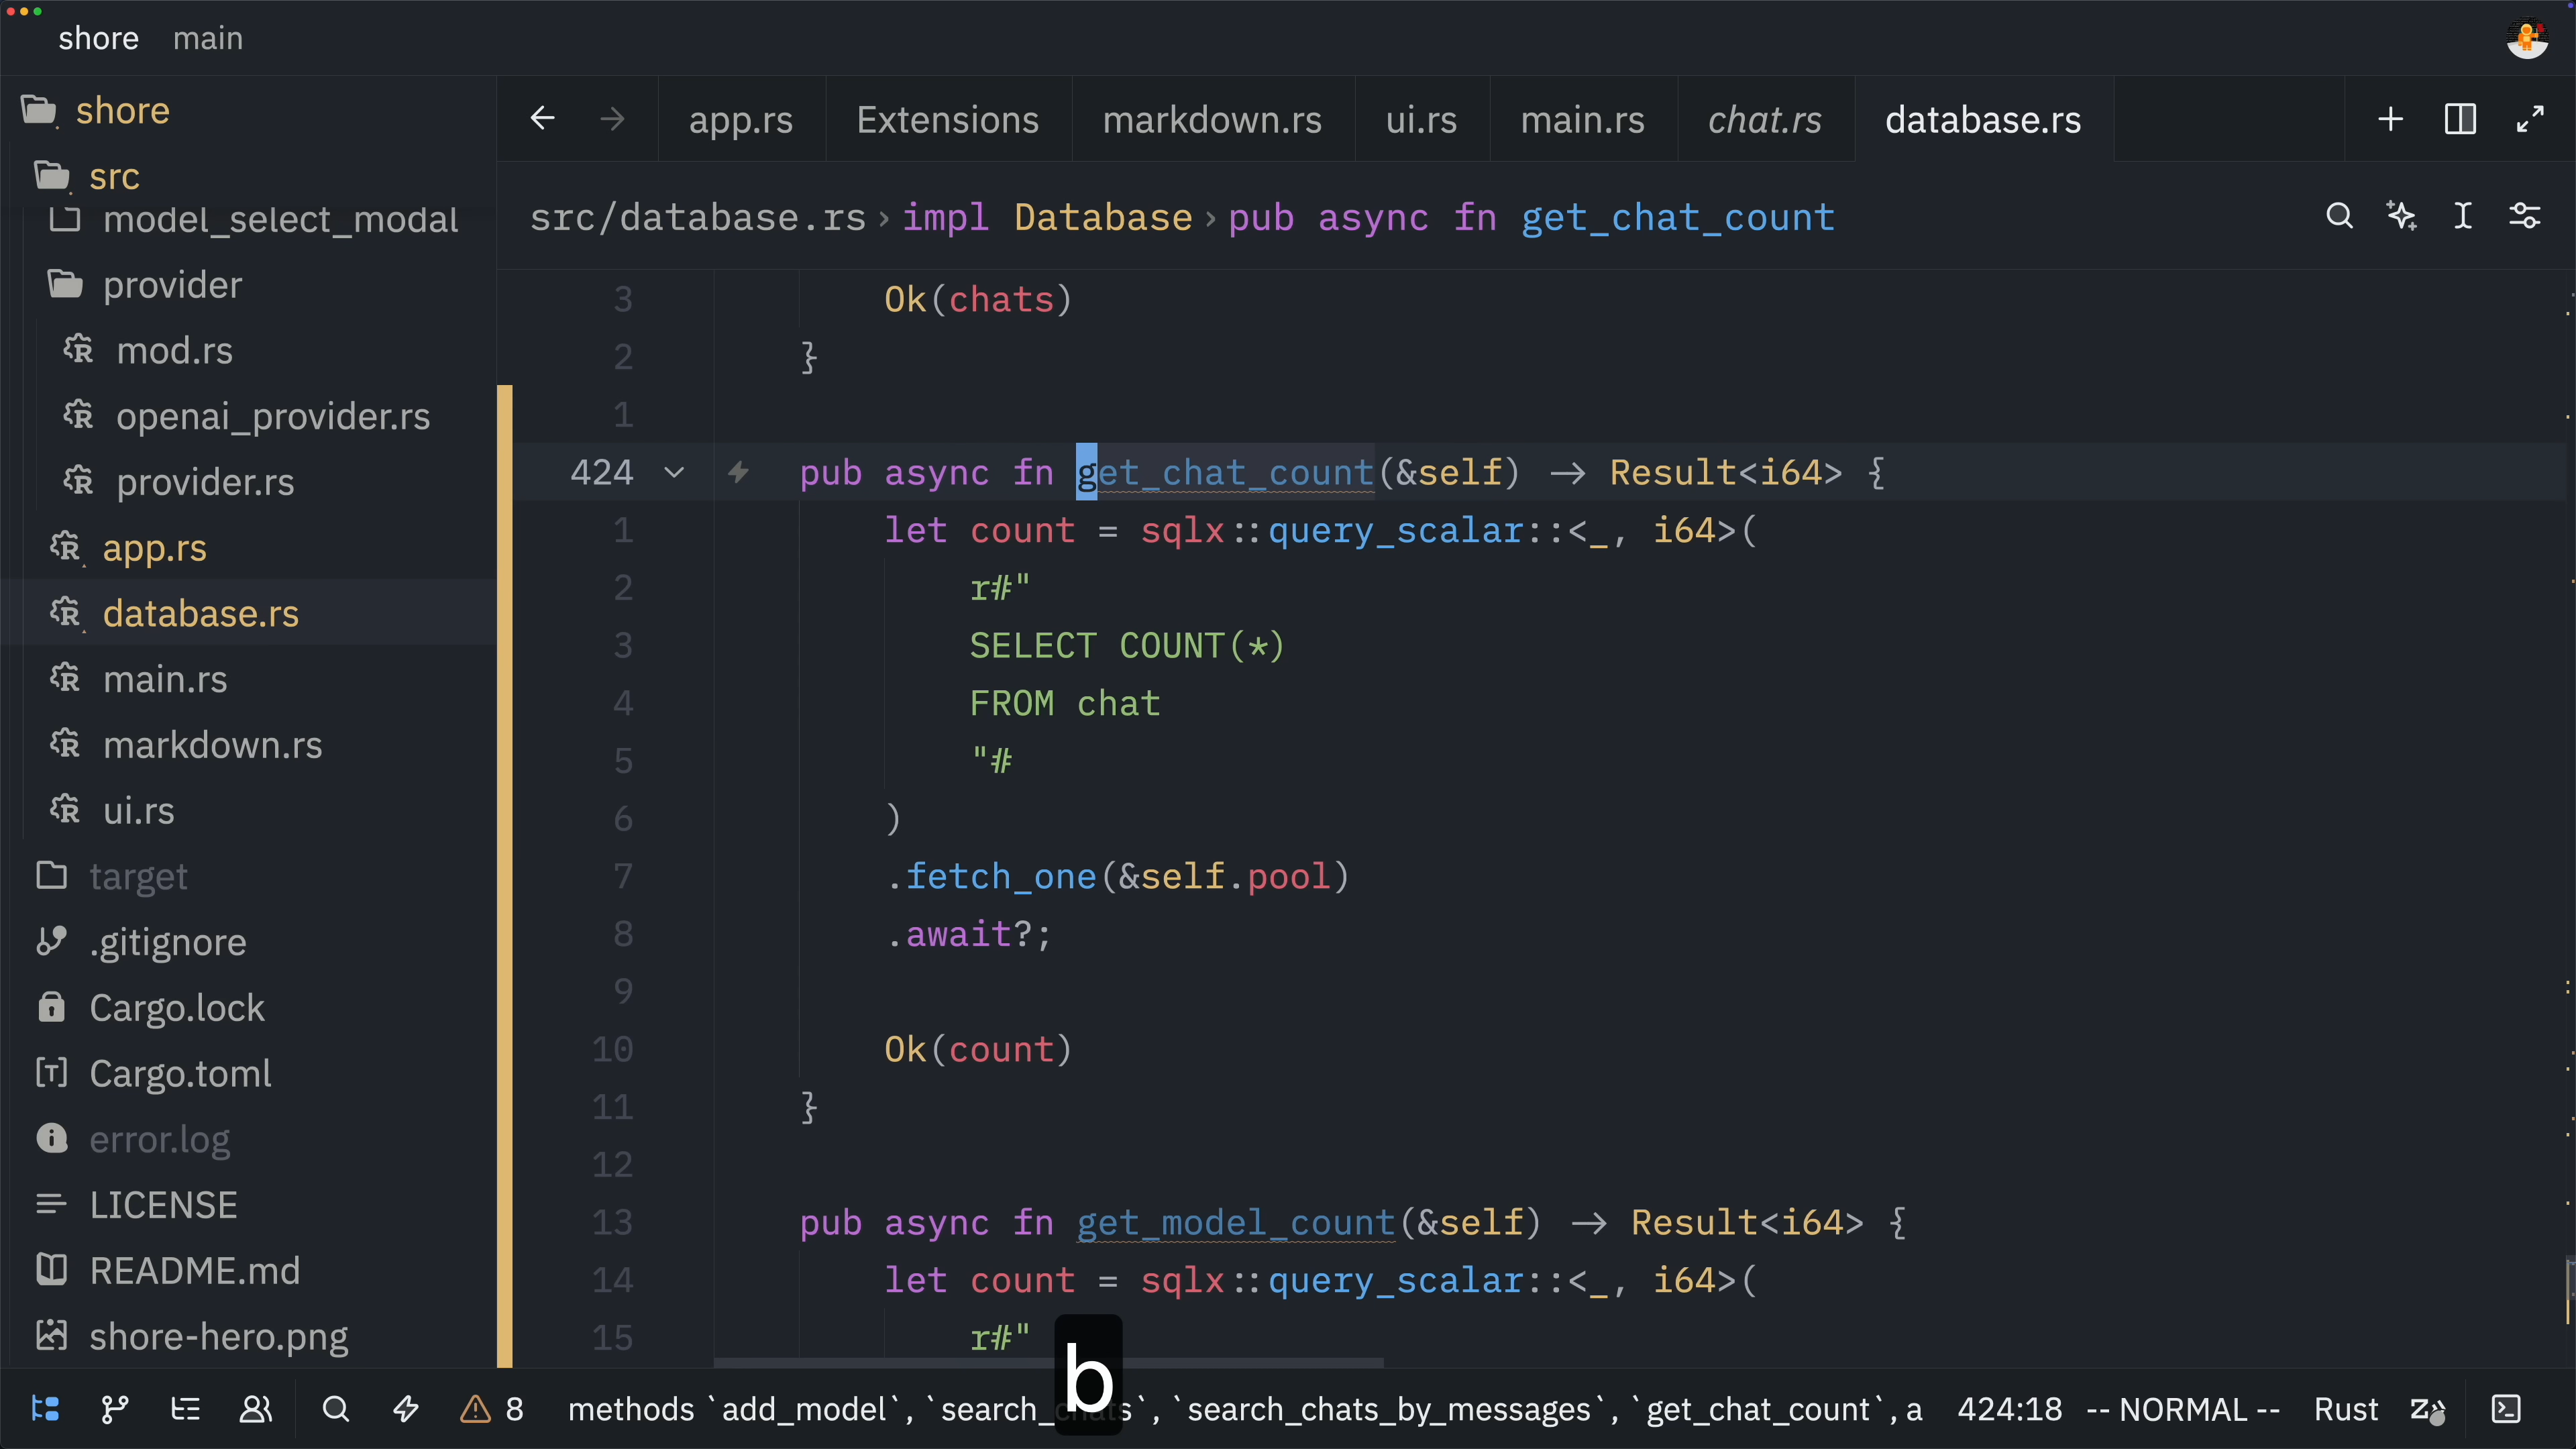 shore main
shore
src
model_select_modal
provider
mod.rs
openai_provider.rs
provider.rs
app.rs
database.rs
main.rs
markdown.rs
ui.rs
target
.gitignore
Cargo.lock
Cargo.toml
error.log
LICENSE
README.md
shore-hero.png
app.rs Extensions markdown.rs ui.rs main.rs chat.rs database.rs
src/database.rs › impl Database › pub async fn get_chat_count
3 Ok(chats)
2 }
1
424 pub async fn get_chat_count(&self) -> Result<i64> {
1 let count = sqlx::query_scalar::<_, i64>(
2 r#"
3 SELECT COUNT(*)
4 FROM chat
5 "#
6 )
7 .fetch_one(&self.pool)
8 .await?;
9
10 Ok(count)
11 }
12
13 pub async fn get_model_count(&self) -> Result<i64> {
14 let count = sqlx::query_scalar::<_, i64>(
15 r#"
b
8 methods `add_model`, `search_chats`, `search_chats_by_messages`, `get_chat_count`, a 424:18 -- NORMAL -- Rust